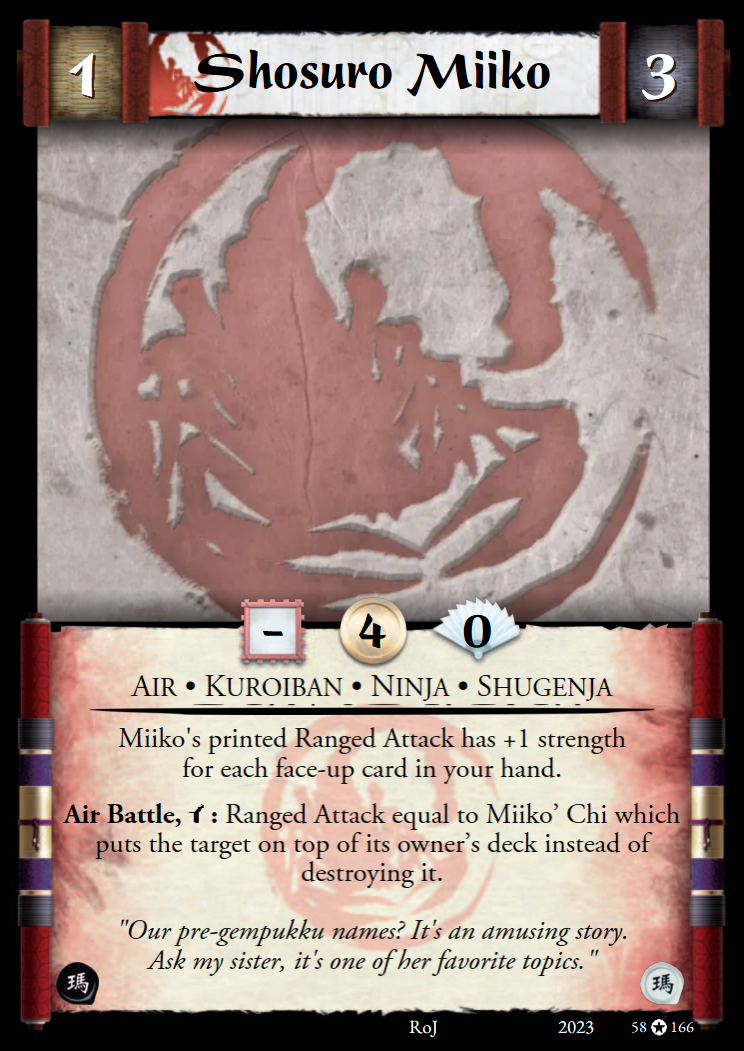 1
Shosuro Miiko
3
-
4
0
Air • Kuroiban • Ninja • Shugenja
Miiko's printed Ranged Attack has +1 strength
for each face-up card in your hand.
Air Battle, : Ranged Attack equal to Miiko’ Chi which
puts the target on top of its owner’s deck instead of
destroying it.
"Our pre-gempukku names? It's an amusing story.
Ask my sister, it's one of her favorite topics."
瑪
瑪
RoJ 2023 58 166